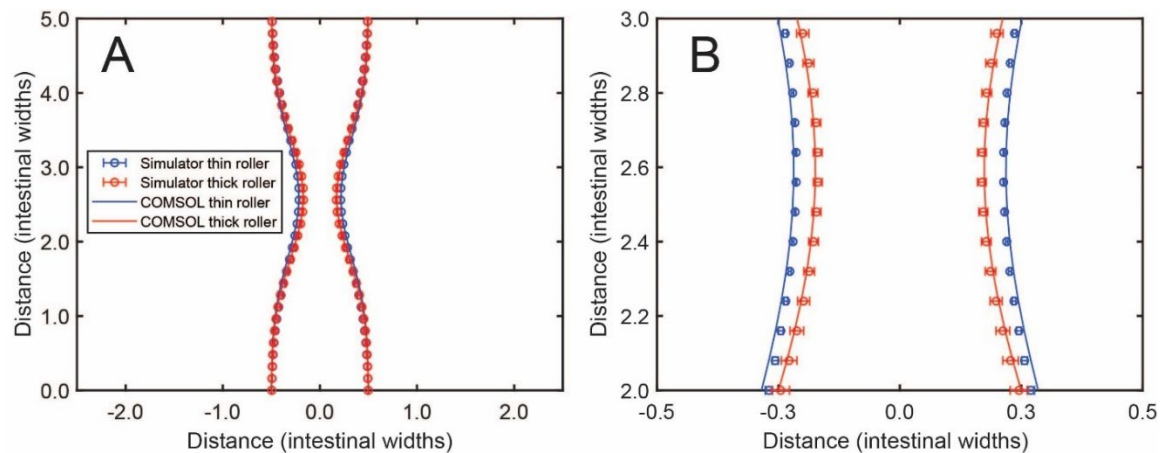 A
5.0
4.0
3.0
2.0
1.0
0.0
Distance (intestinal widths)
Simulator thin roller
Simulator thick roller
COMSOL thin roller
COMSOL thick roller
-2.0 -1.0 0.0 1.0 2.0
Distance (intestinal widths)
B
3.0
2.8
2.6
2.4
2.2
2.0
Distance (intestinal widths)
-0.5 -0.3 0.0 0.3 0.5
Distance (intestinal widths)